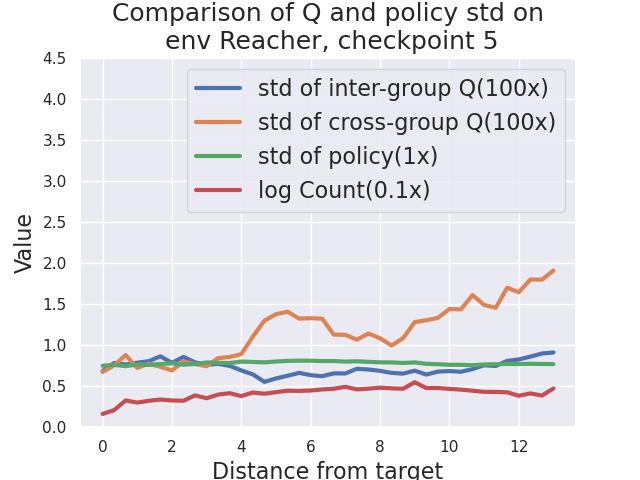 Comparison of Q and policy std on
env Reacher, checkpoint 5
4.5
4.0
3.5
3.0
2.5
2.0
1.5
1.0
0.5
0.0
Value
std of inter-group Q(100x)
std of cross-group Q(100x)
std of policy(1x)
log Count(0.1x)
0 2 4 6 8 10 12
Distance from target